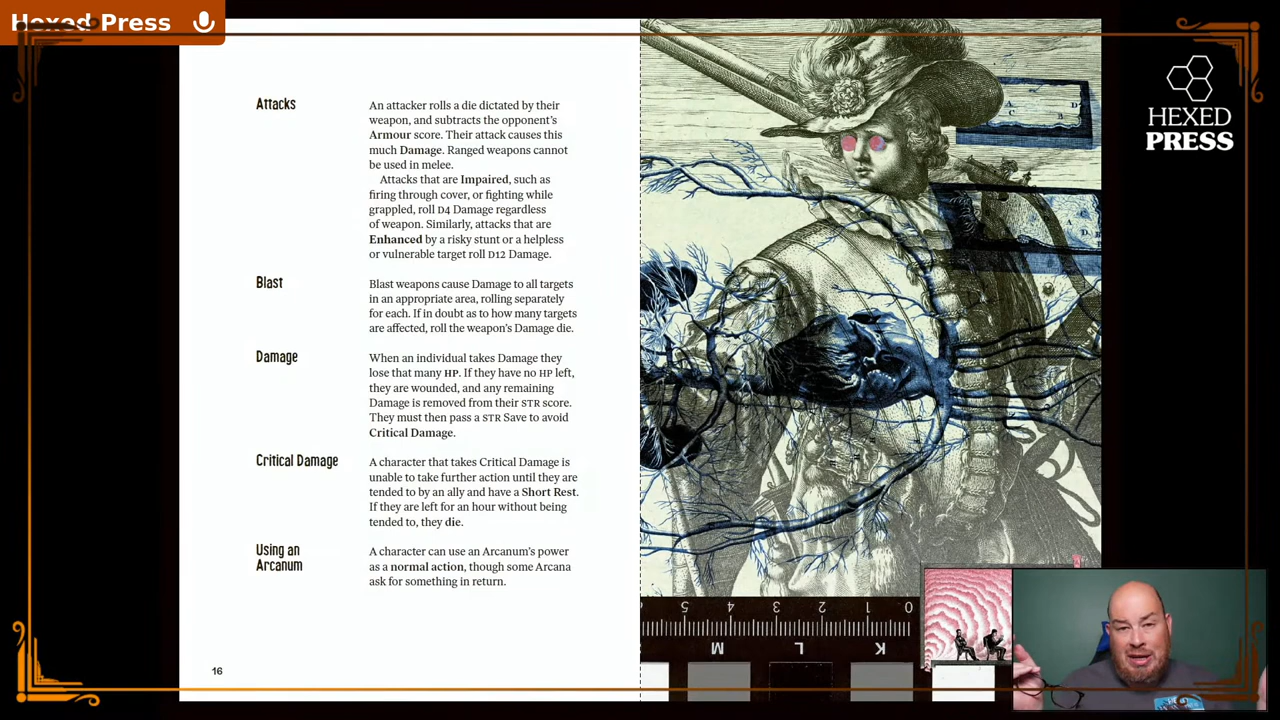 Hexed Press
HEXED
PRESS
Attacks
An attacker rolls a die dictated by their
weapon, and subtracts the opponent's
Armour score. Their attack causes this
much Damage. Ranged weapons cannot
be used in melee.
Attacks that are Impaired, such as
firing through cover, or fighting while
grappled, roll D4 Damage regardless
of weapon. Similarly, attacks that are
Enhanced by a risky stunt or a helpless
or vulnerable target roll D12 Damage.
Blast
Blast weapons cause Damage to all targets
in an appropriate area, rolling separately
for each. If in doubt as to how many targets
are affected, roll the weapon's Damage die.
Damage
When an individual takes Damage they
lose that many HP. If they have no HP left,
they are wounded, and any remaining
Damage is removed from their STR score.
They must then pass a STR Save to avoid
Critical Damage.
Critical Damage
A character that takes Critical Damage is
unable to take further action until they are
tended to by an ally and have a Short Rest.
If they are left for an hour without being
tended to, they die.
Using an
Arcanum
A character can use an Arcanum's power
as a normal action, though some Arcana
ask for something in return.
16
5 4 3 2 1 0
M L K